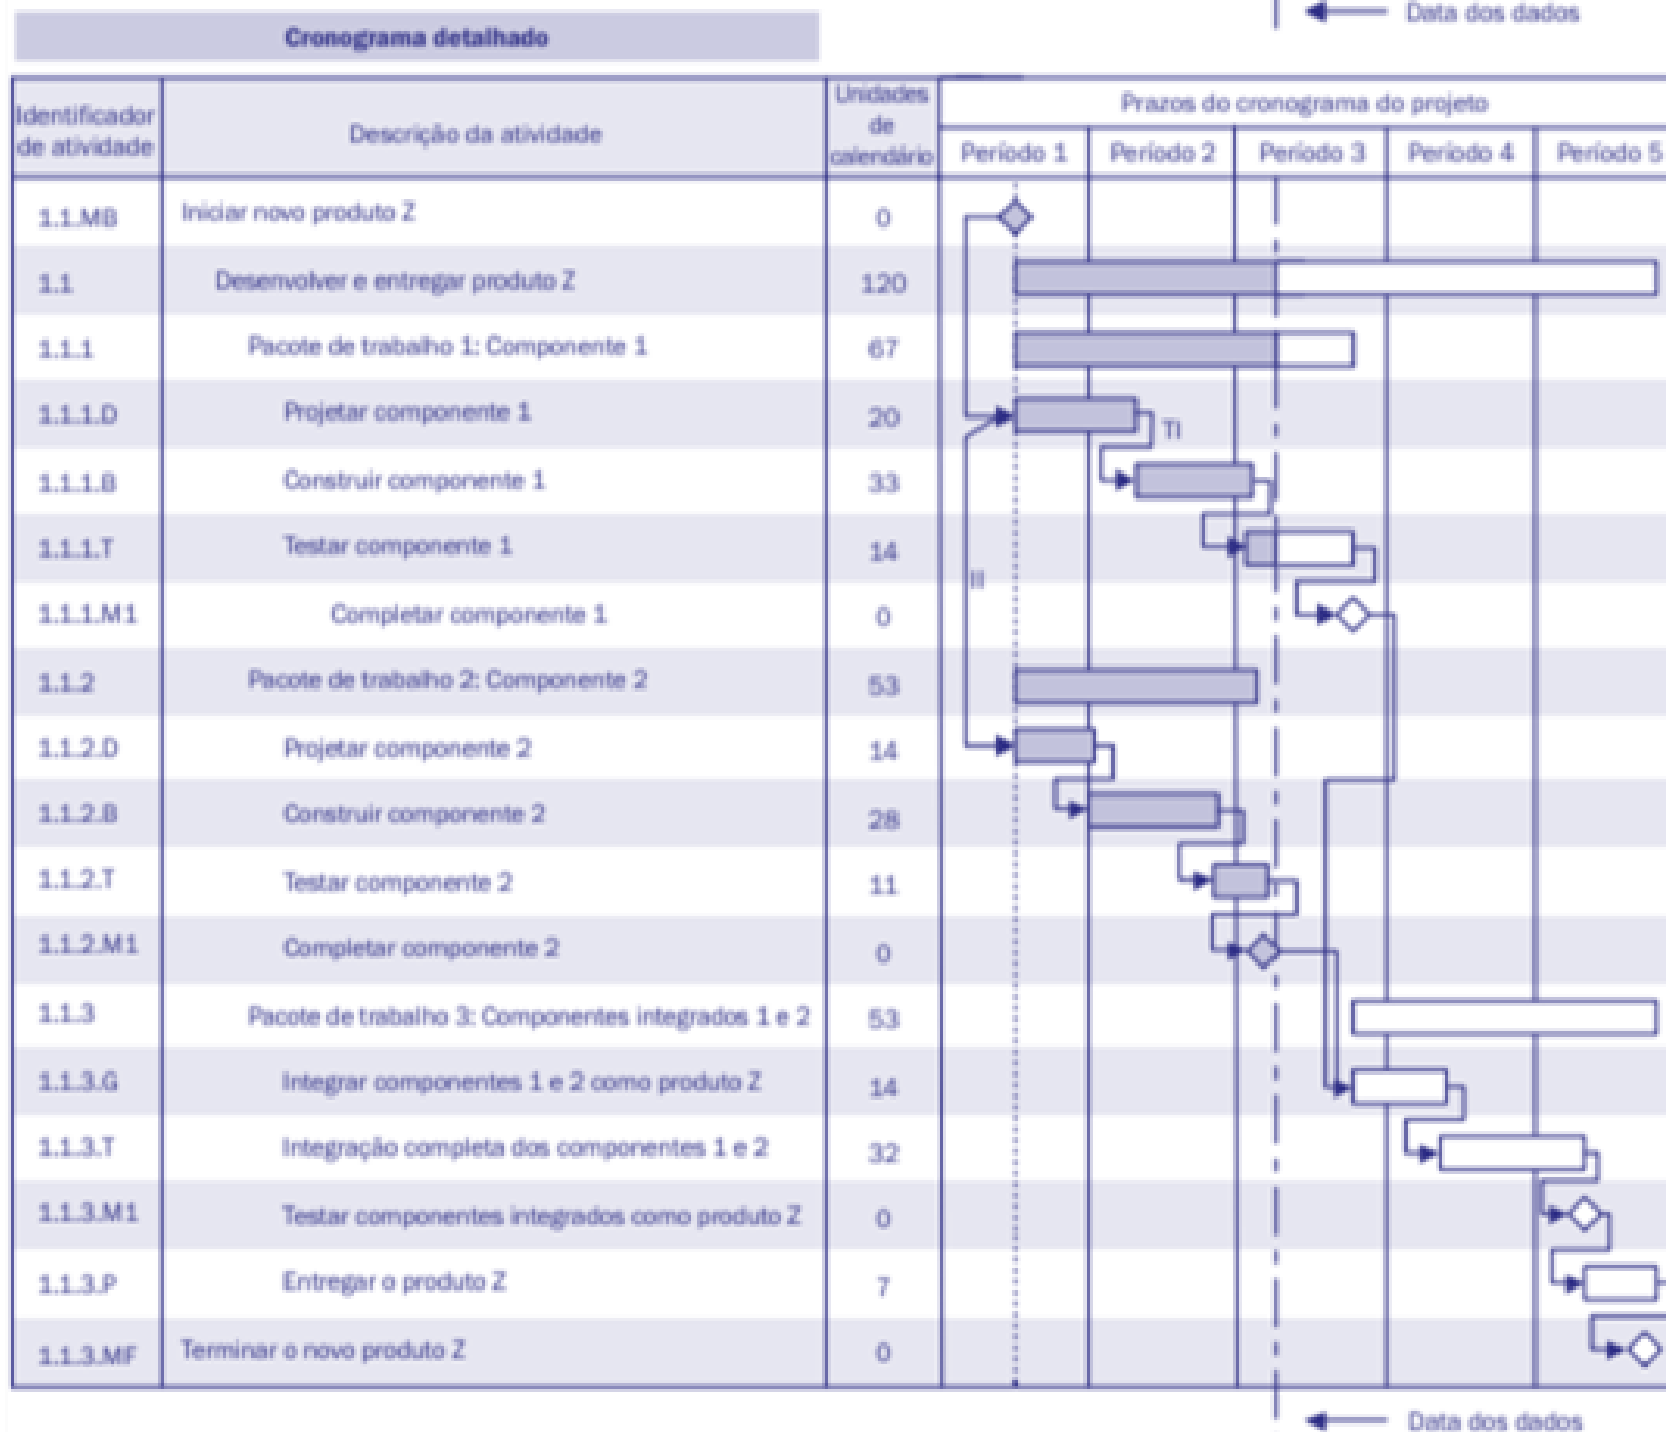 Data dos dados
Cronograma detalhado
Identificador de atividade
Descrição da atividade
Unidades de calendário
Prazos do cronograma do projeto
Período 1 Período 2 Período 3 Período 4 Período 5
1.1.MB Iniciar novo produto Z 0
1.1 Desenvolver e entregar produto Z 120
1.1.1 Pacote de trabalho 1: Componente 1 67
1.1.1.D Projetar componente 1 20
TI
1.1.1.B Construir componente 1 33
1.1.1.T Testar componente 1 14
II
1.1.1.M1 Completar componente 1 0
1.1.2 Pacote de trabalho 2: Componente 2 53
1.1.2.D Projetar componente 2 14
1.1.2.B Construir componente 2 28
1.1.2.T Testar componente 2 11
1.1.2.M1 Completar componente 2 0
1.1.3 Pacote de trabalho 3: Componentes integrados 1 e 2 53
1.1.3.G Integrar componentes 1 e 2 como produto Z 14
1.1.3.T Integração completa dos componentes 1 e 2 32
1.1.3.M1 Testar componentes integrados como produto Z 0
1.1.3.P Entregar o produto Z 7
1.1.3.MF Terminar o novo produto Z 0
Data dos dados